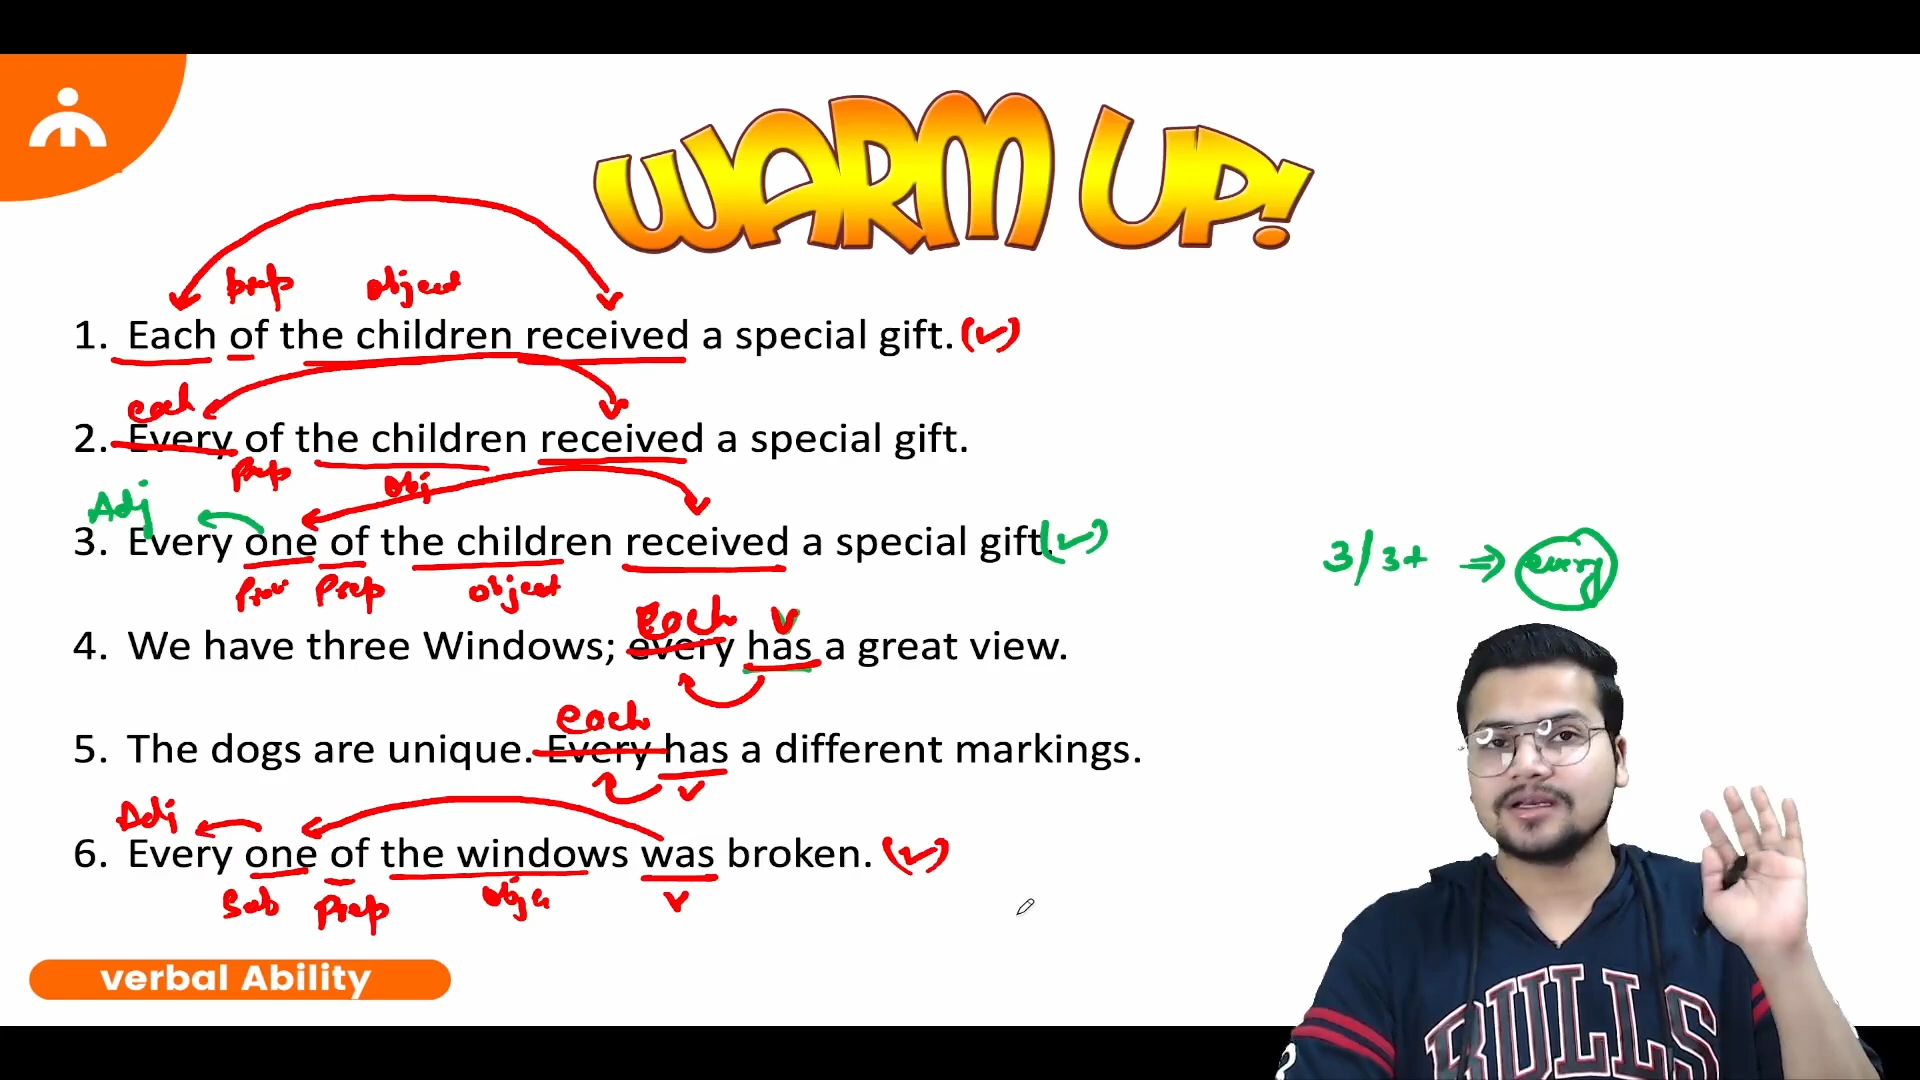 WARM UP!
prep object
1. Each of the children received a special gift.
each
2. Every of the children received a special gift.
prep obj
Adj
3. Every one of the children received a special gift.
3/3+ ⇒ every
Pron Prep object
each V
4. We have three Windows; every has a great view.
each
5. The dogs are unique. Every has a different markings.
V
Adj
6. Every one of the windows was broken.
Sub Prep obje V
verbal Ability
BULLS